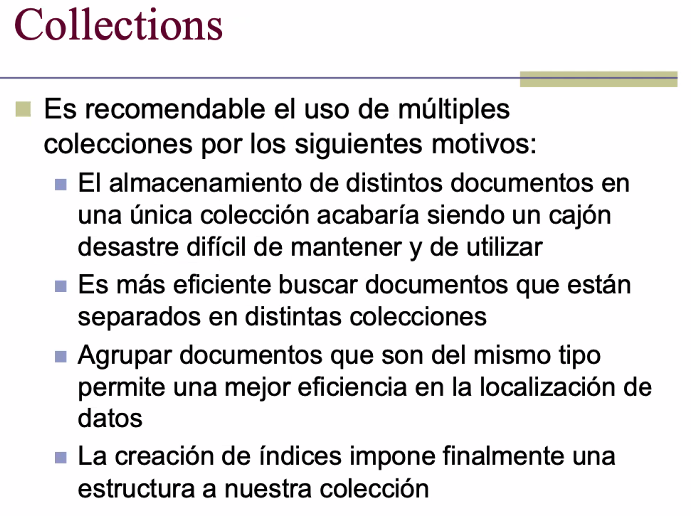 Collections
Es recomendable el uso de múltiples
colecciones por los siguientes motivos:
El almacenamiento de distintos documentos en
una única colección acabaría siendo un cajón
desastre difícil de mantener y de utilizar
Es más eficiente buscar documentos que están
separados en distintas colecciones
Agrupar documentos que son del mismo tipo
permite una mejor eficiencia en la localización de
datos
La creación de índices impone finalmente una
estructura a nuestra colección